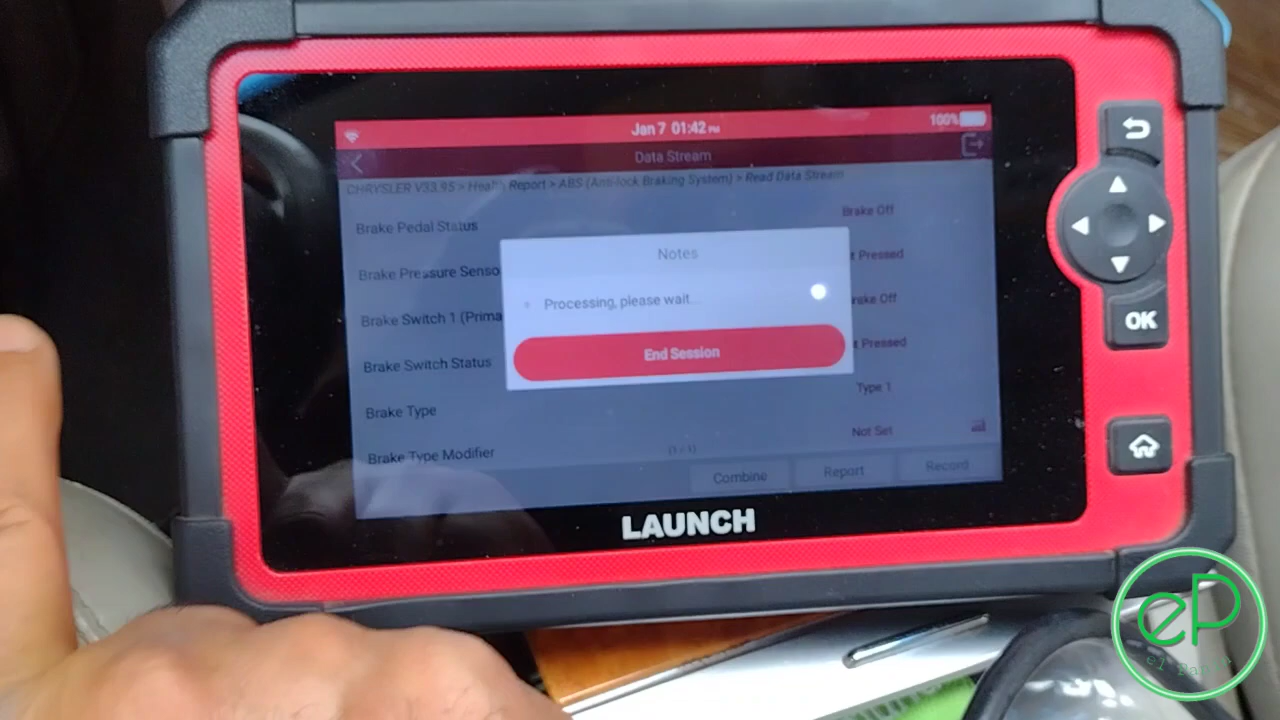 Jan 7 01:42 PM
100%
Data Stream
CHRYSLER V33.95 > Health Report > ABS (Anti-lock Braking System) > Read Data Stream
Brake Pedal Status
Brake Off
Brake Pressure Senso
t Pressed
Brake Switch 1 (Prima
rake Off
Brake Switch Status
t Pressed
Brake Type
Type 1
Brake Type Modifier
Not Set
Notes
Processing, please wait...
End Session
(1 / 1)
Combine
Report
Record
LAUNCH
OK
eP